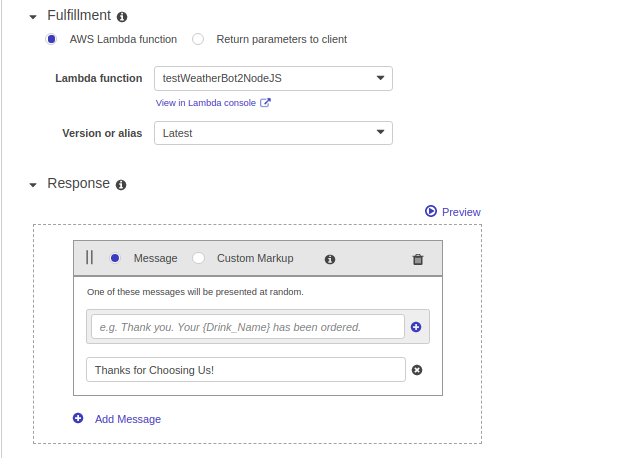 Fulfillment
AWS Lambda function Return parameters to client
Lambda function testWeatherBot2NodeJS
View in Lambda console
Version or alias Latest
Response
Preview
Message Custom Markup
One of these messages will be presented at random.
e.g. Thank you. Your {Drink_Name} has been ordered.
Thanks for Choosing Us!
Add Message